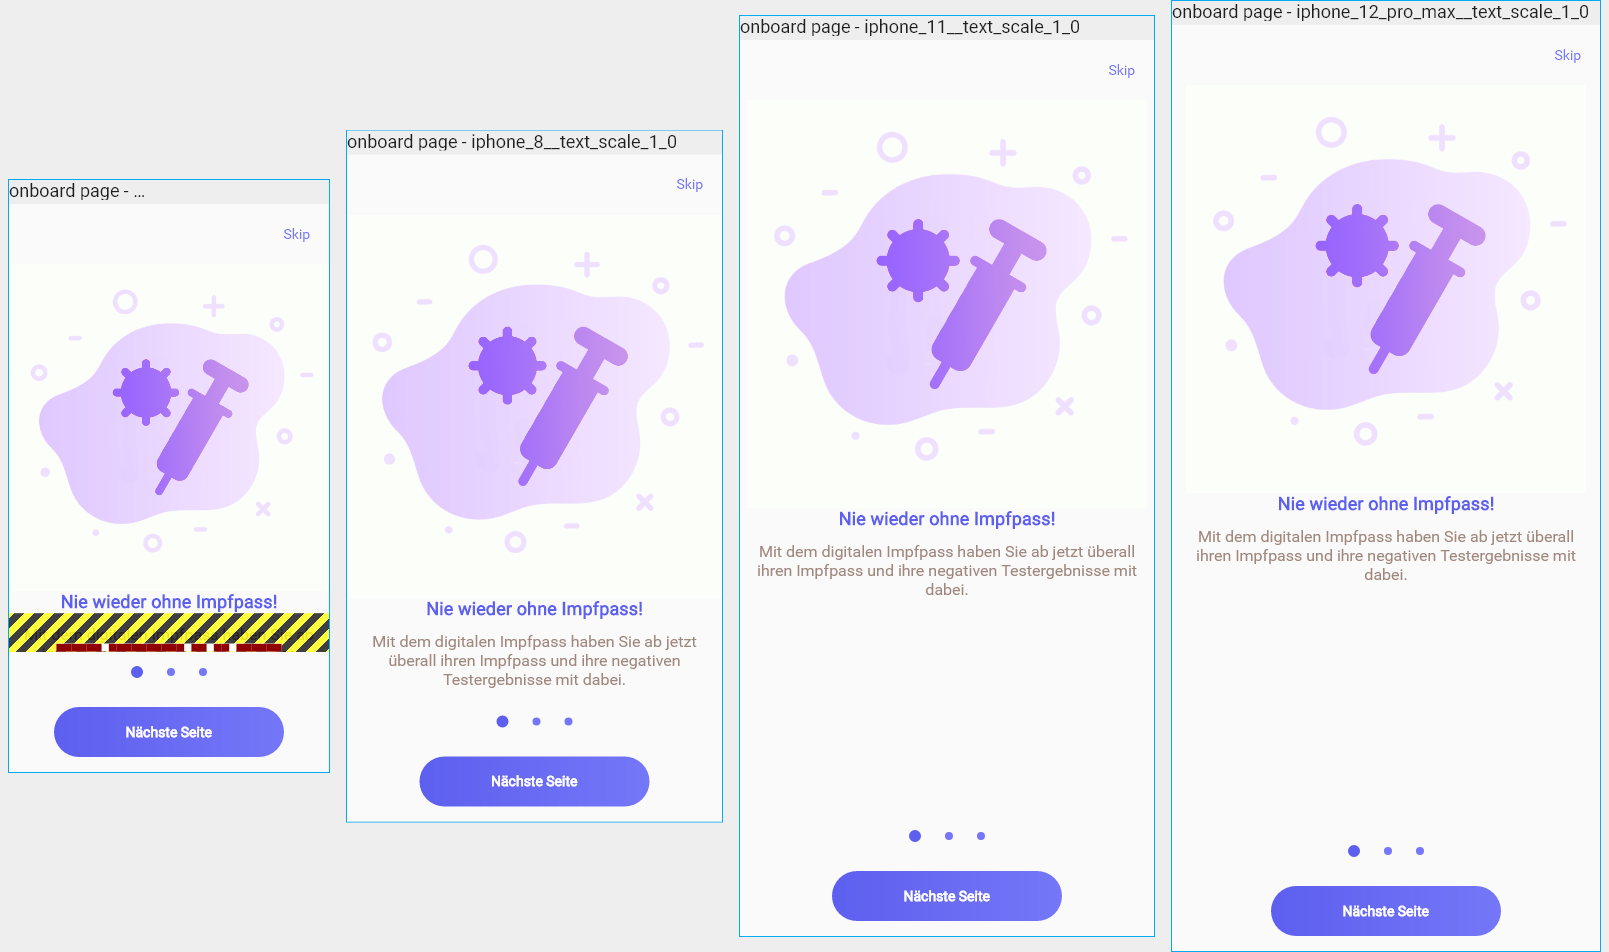 onboard page - ...
Skip
Nie wieder ohne Impfpass!
Nächste Seite
onboard page - iphone_8__text_scale_1_0
Skip
Nie wieder ohne Impfpass!
Mit dem digitalen Impfpass haben Sie ab jetzt
überall ihren Impfpass und ihre negativen
Testergebnisse mit dabei.
Nächste Seite
onboard page - iphone_11__text_scale_1_0
Skip
Nie wieder ohne Impfpass!
Mit dem digitalen Impfpass haben Sie ab jetzt überall
ihren Impfpass und ihre negativen Testergebnisse mit
dabei.
Nächste Seite
onboard page - iphone_12_pro_max__text_scale_1_0
Skip
Nie wieder ohne Impfpass!
Mit dem digitalen Impfpass haben Sie ab jetzt überall
ihren Impfpass und ihre negativen Testergebnisse mit
dabei.
Nächste Seite